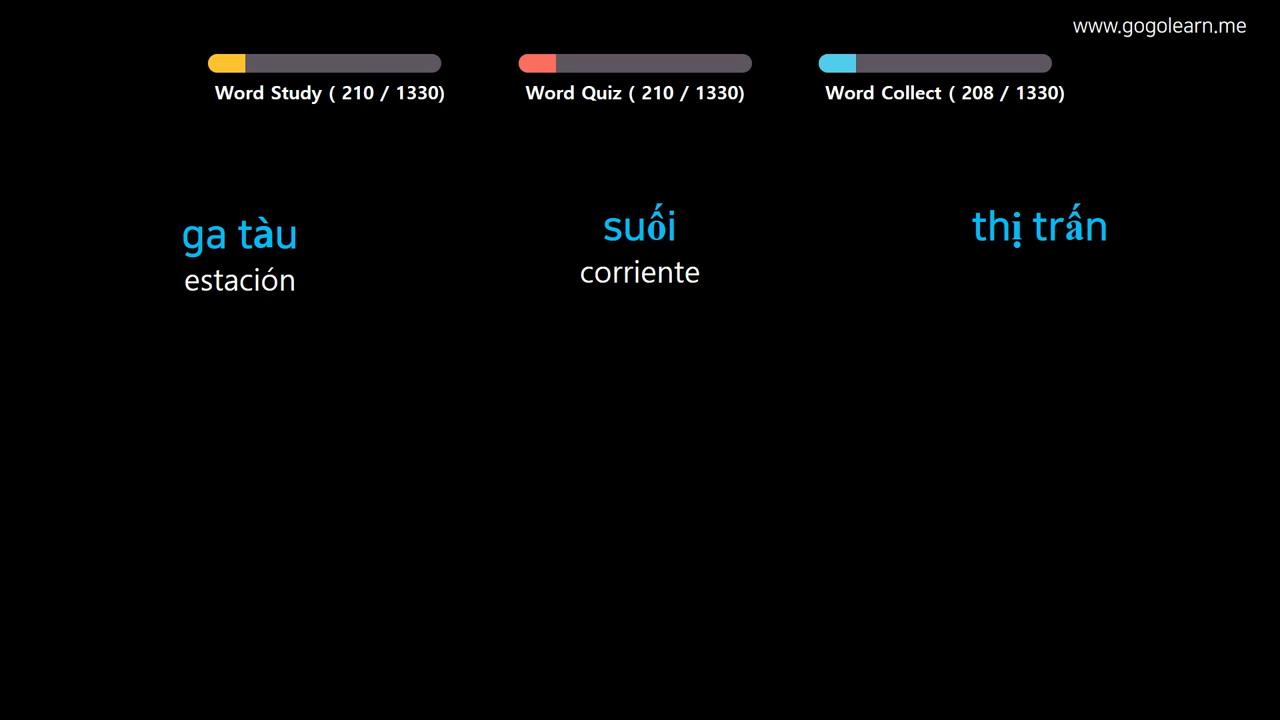 www.gogolearn.me
Word Study ( 210 / 1330)
Word Quiz ( 210 / 1330)
Word Collect ( 208 / 1330)
ga tàu
estación
suối
corriente
thị trấn